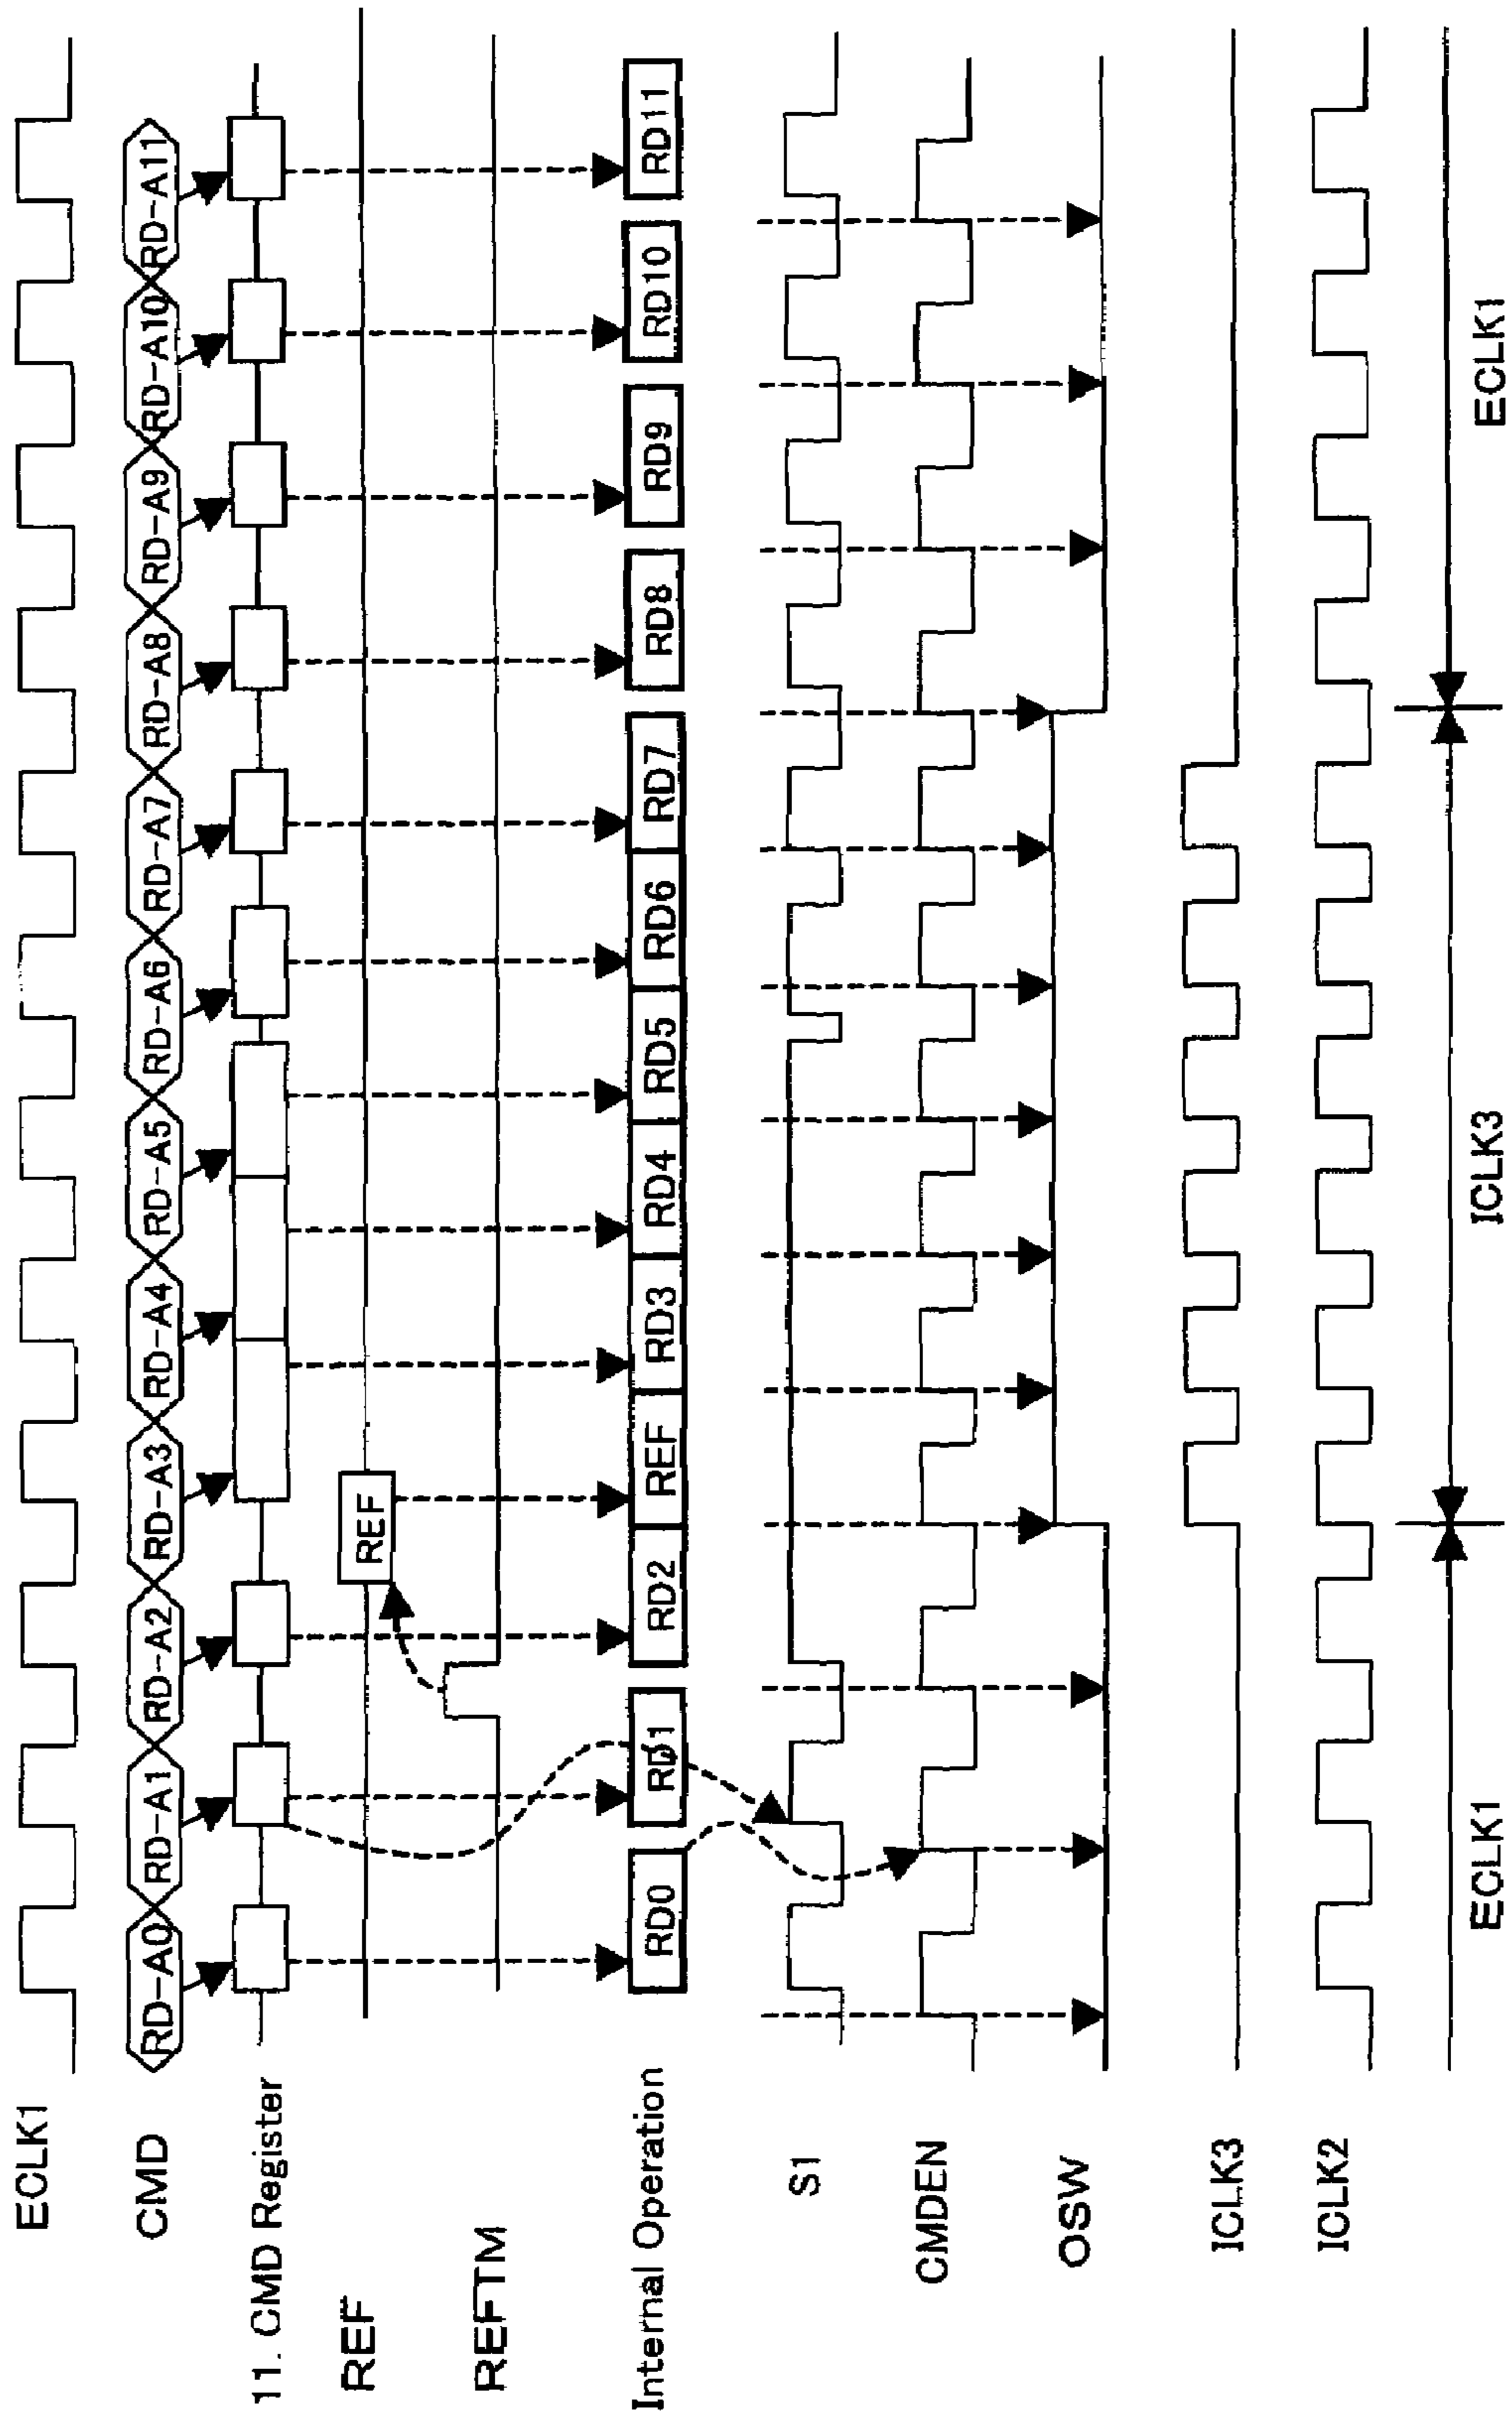 ECLK1
CMD
RD-A0 RD-A1 RD-A2 RD-A3 RD-A4 RD-A5 RD-A6 RD-A7 RD-A8 RD-A9 RD-A10 RD-A11
11. CMD Register
REF
REF
REFTM
Internal Operation
RD0 RD1 RD2 REF RD3 RD4 RD5 RD6 RD7 RD8 RD9 RD10 RD11
S1
CMDEN
OSW
ICLK3
ICLK2
ECLK1 ICLK3 ECLK1